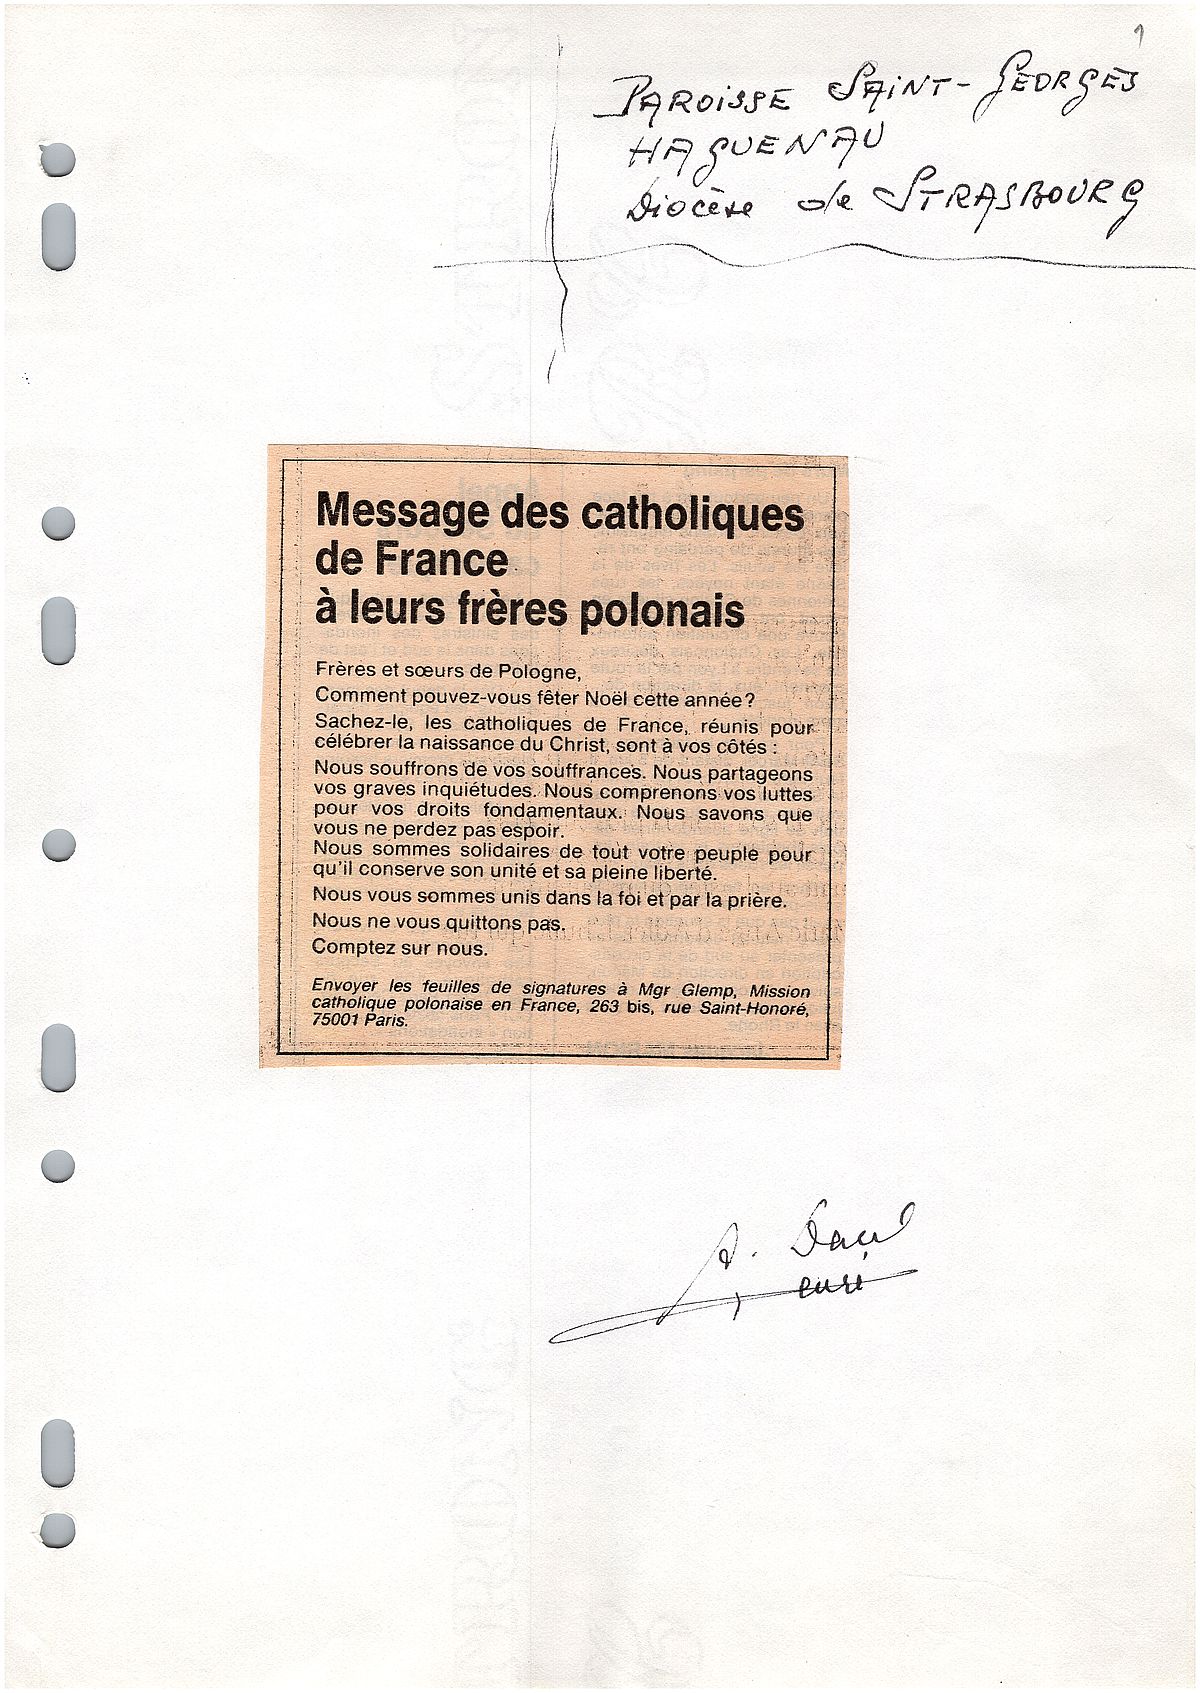 1
PAROISSE SAINT-GEORGES
HAGUENAU
Diocèse de STRASBOURG
Message des catholiques
de France
à leurs frères polonais
Frères et sœurs de Pologne,
Comment pouvez-vous fêter Noël cette année?
Sachez-le, les catholiques de France, réunis pour
célébrer la naissance du Christ, sont à vos côtés :
Nous souffrons de vos souffrances. Nous partageons
vos graves inquiétudes. Nous comprenons vos luttes
pour vos droits fondamentaux. Nous savons que
vous ne perdez pas espoir.
Nous sommes solidaires de tout votre peuple pour
qu'il conserve son unité et sa pleine liberté.
Nous vous sommes unis dans la foi et par la prière.
Nous ne vous quittons pas.
Comptez sur nous.
Envoyer les feuilles de signatures à Mgr Glemp, Mission
catholique polonaise en France, 263 bis, rue Saint-Honoré,
75001 Paris.
curé